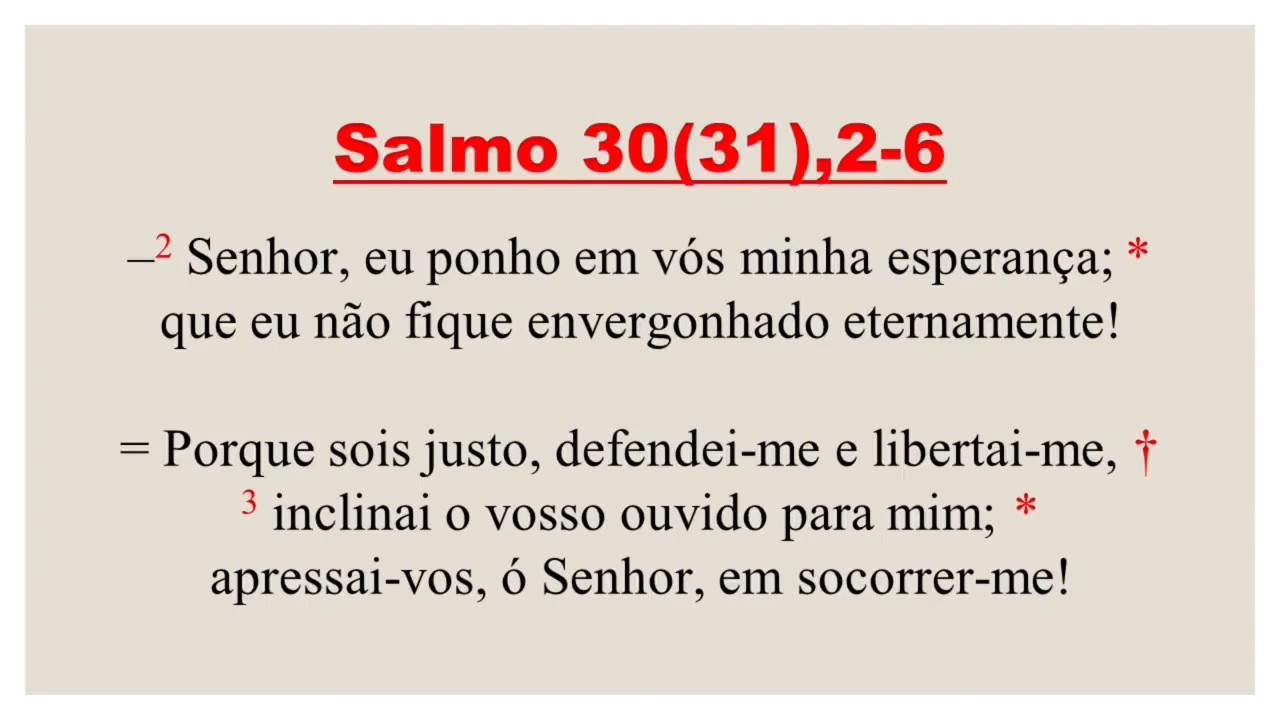 Salmo 30(31),2-6
–² Senhor, eu ponho em vós minha esperança; *
que eu não fique envergonhado eternamente!
= Porque sois justo, defendei-me e libertai-me, †
³ inclinai o vosso ouvido para mim; *
apressai-vos, ó Senhor, em socorrer-me!